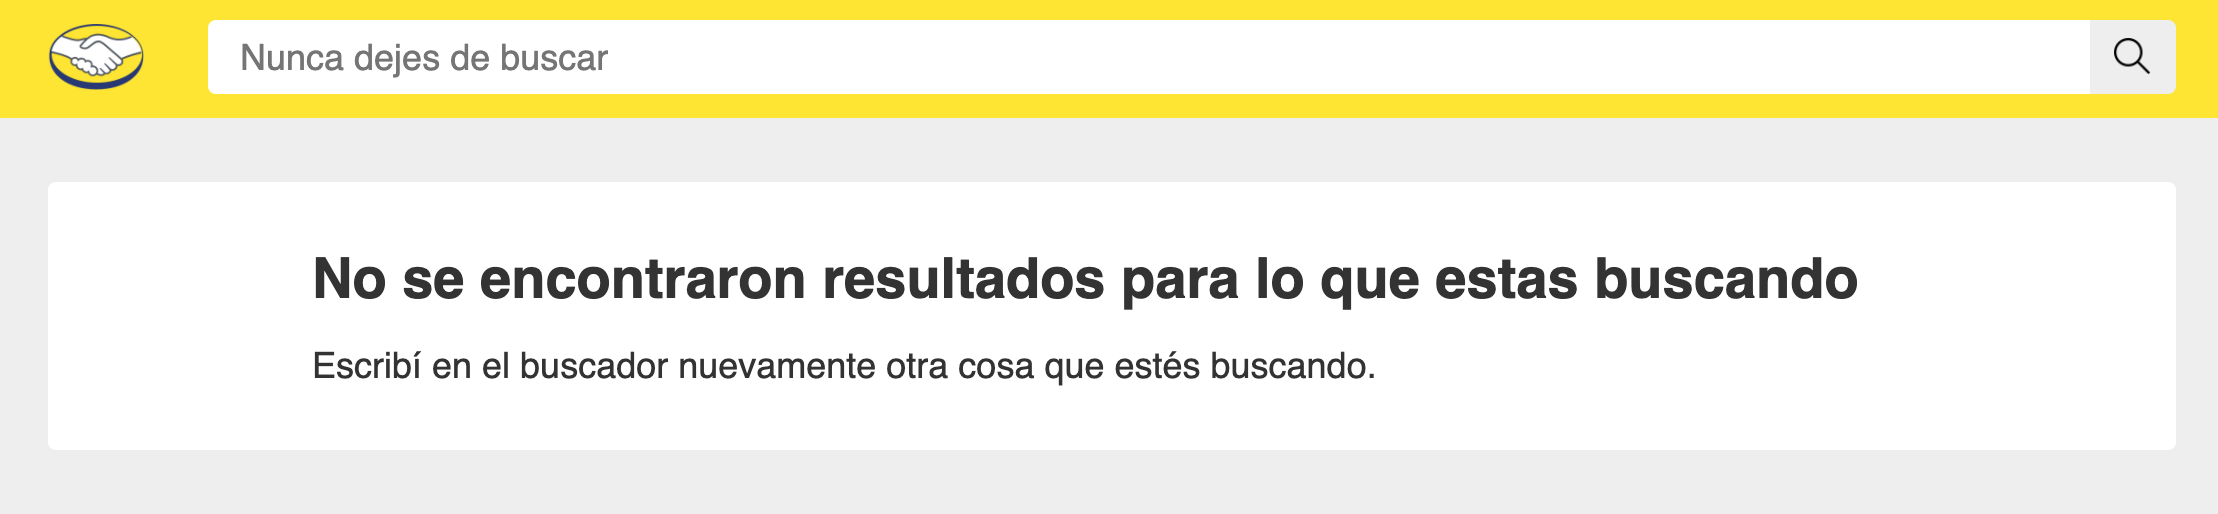 Nunca dejes de buscar
No se encontraron resultados para lo que estas buscando
Escribí en el buscador nuevamente otra cosa que estés buscando.